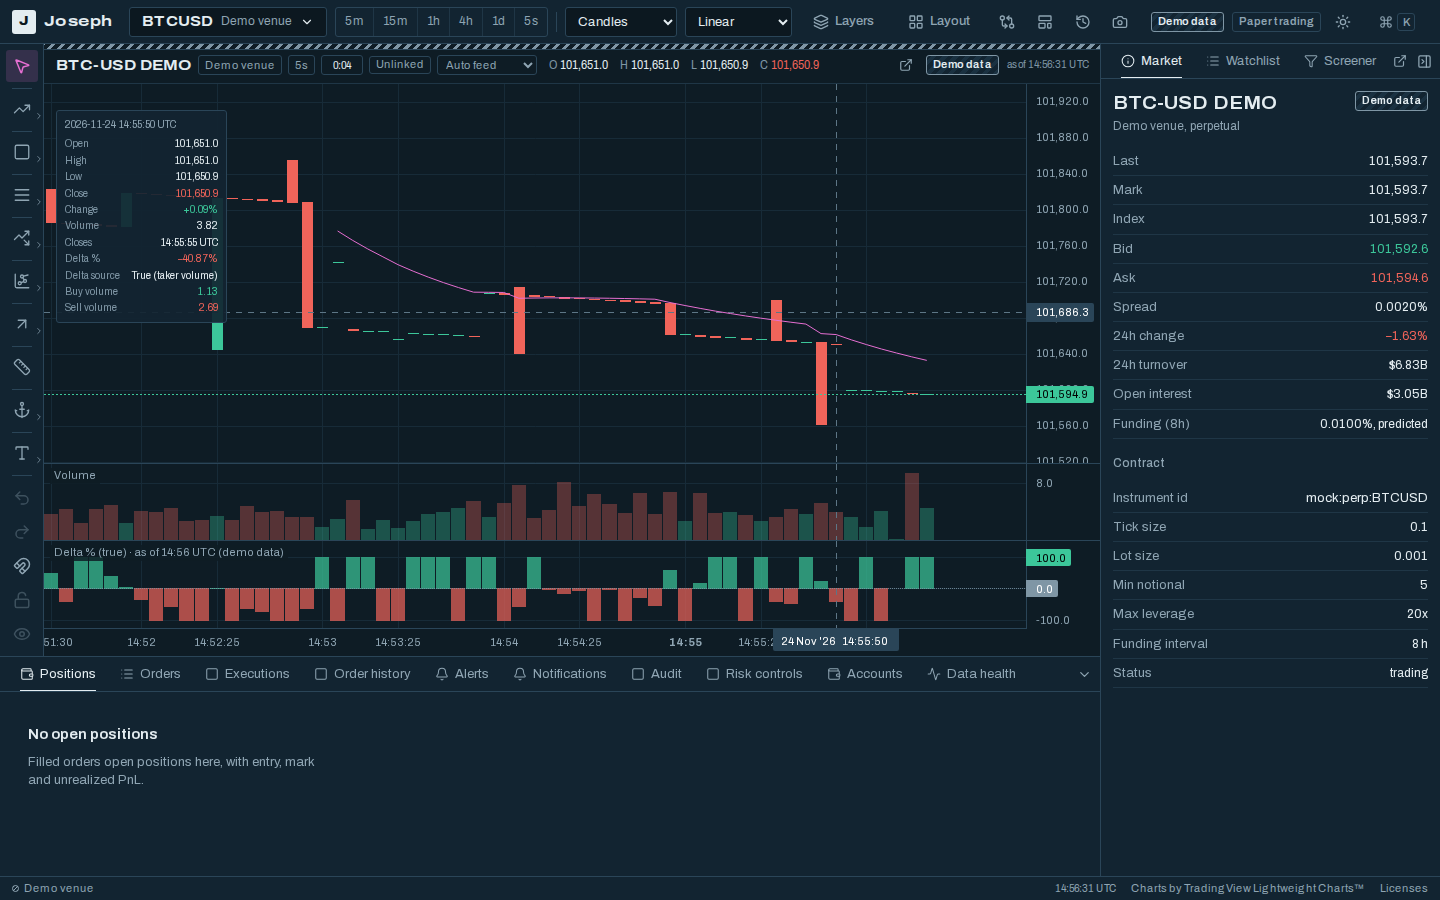 J Joseph BTCUSD Demo venue 5m 15m 1h 4h 1d 5s Candles Linear Layers Layout Demo data Paper trading ⌘ K
BTC-USD DEMO Demo venue 5s 0:04 Unlinked Auto feed O 101,651.0 H 101,651.0 L 101,650.9 C 101,650.9 Demo data as of 14:56:31 UTC
2026-11-24 14:55:50 UTC
Open 101,651.0
High 101,651.0
Low 101,650.9
Close 101,650.9
Change +0.09%
Volume 3.82
Closes 14:55:55 UTC
Delta % −40.87%
Delta source True (taker volume)
Buy volume 1.13
Sell volume 2.69
101,920.0
101,880.0
101,840.0
101,800.0
101,760.0
101,720.0
101,686.3
101,640.0
101,594.9
101,560.0
101,520.0
Volume
8.0
Delta % (true) · as of 14:56 UTC (demo data)
100.0
0.0
-100.0
51:30 14:52 14:52:25 14:53 14:53:25 14:54 14:54:25 14:55 14:55:2 24 Nov '26 14:55:50
Market Watchlist Screener
BTC-USD DEMO Demo data
Demo venue, perpetual
Last 101,593.7
Mark 101,593.7
Index 101,593.7
Bid 101,592.6
Ask 101,594.6
Spread 0.0020%
24h change −1.63%
24h turnover $6.83B
Open interest $3.05B
Funding (8h) 0.0100%, predicted
Contract
Instrument id mock:perp:BTCUSD
Tick size 0.1
Lot size 0.001
Min notional 5
Max leverage 20x
Funding interval 8 h
Status trading
Positions Orders Executions Order history Alerts Notifications Audit Risk controls Accounts Data health
No open positions
Filled orders open positions here, with entry, mark
and unrealized PnL.
Demo venue 14:56:31 UTC Charts by TradingView Lightweight Charts™ Licenses